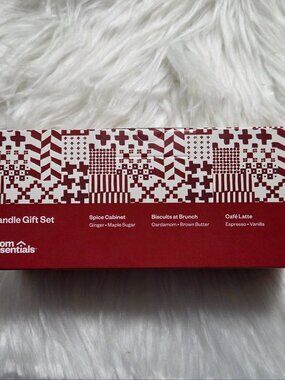 andle Gift Set
Spice Cabinet
Ginger • Maple Sugar
Biscuits at Brunch
Cardamom • Brown Butter
Café Latte
Espresso • Vanilla
om
sentials